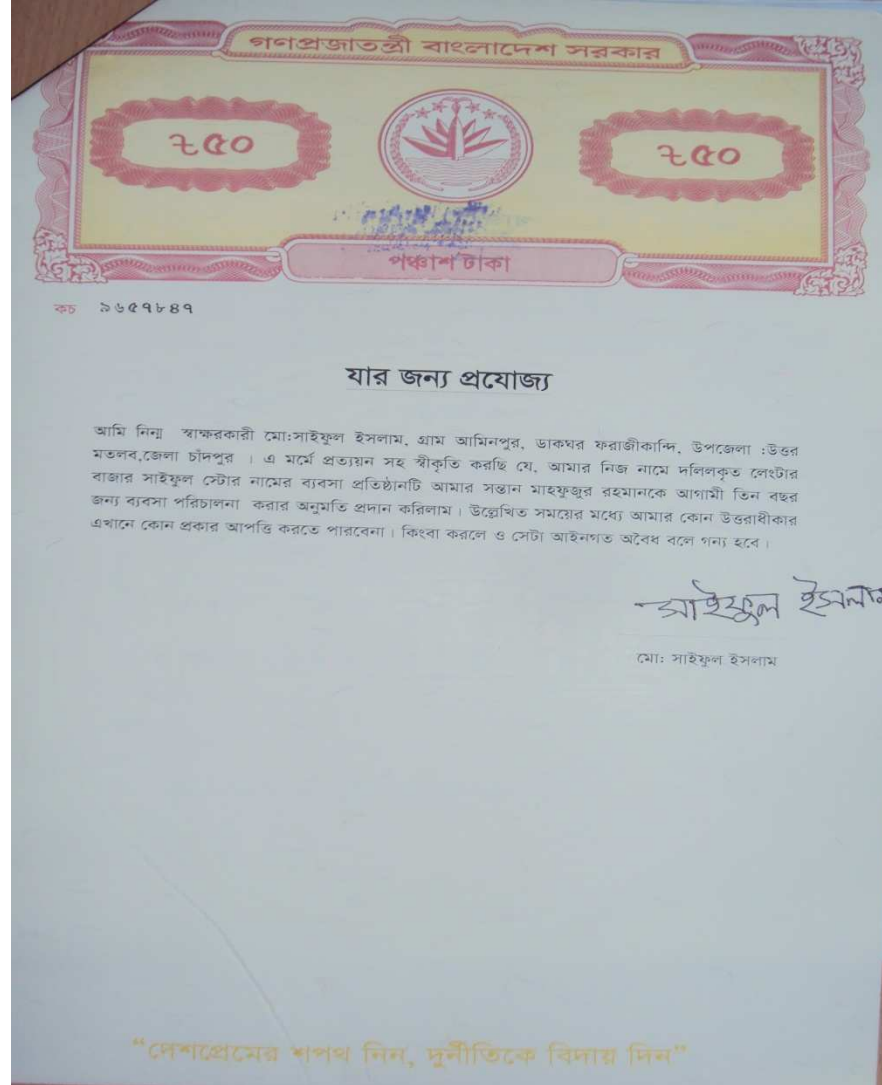 গণপ্রজাতন্ত্রী বাংলাদেশ সরকার
৳৫০ ৳৫০
পঞ্চাশ টাকা
কচ ৯৬৫৭৮৪৭
যার জন্য প্রযোজ্য
আমি নিন্ম স্বাক্ষরকারী মো:সাইফুল ইসলাম, গ্রাম আমিনপুর, ডাকঘর ফরাজীকান্দি, উপজেলা :উত্তর
মতলব,জেলা চাঁদপুর । এ মর্মে প্রত্যয়ন সহ স্বীকৃতি করছি যে, আমার নিজ নামে দলিলকৃত লেংটার
বাজার সাইফুল স্টোর নামের ব্যবসা প্রতিষ্ঠানটি আমার সন্তান মাহফুজুর রহমানকে আগামী তিন বছর
জন্য ব্যবসা পরিচালনা করার অনুমতি প্রদান করিলাম। উল্লেখিত সময়ের মধ্যে আমার কোন উত্তরাধীকার
এখানে কোন প্রকার আপত্তি করতে পারবেনা। কিংবা করলে ও সেটা আইনগত অবৈধ বলে গন্য হবে।
সাইফুল ইসলাম
মো: সাইফুল ইসলাম
“দেশপ্রেমের শপথ নিন, দুর্নীতিকে বিদায় দিন”